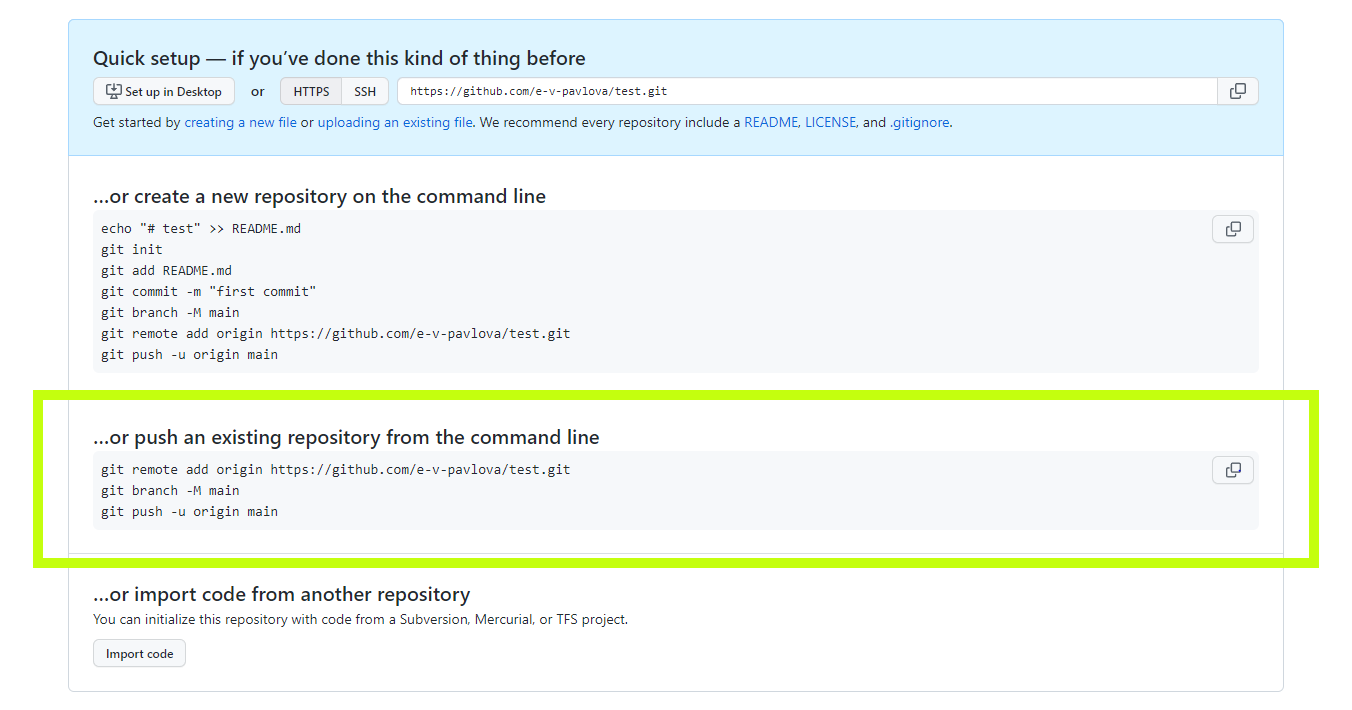 Quick setup — if you’ve done this kind of thing before
Set up in Desktop or HTTPS SSH https://github.com/e-v-pavlova/test.git
Get started by creating a new file or uploading an existing file. We recommend every repository include a README, LICENSE, and .gitignore.
…or create a new repository on the command line
echo "# test" >> README.md
git init
git add README.md
git commit -m "first commit"
git branch -M main
git remote add origin https://github.com/e-v-pavlova/test.git
git push -u origin main
…or push an existing repository from the command line
git remote add origin https://github.com/e-v-pavlova/test.git
git branch -M main
git push -u origin main
…or import code from another repository
You can initialize this repository with code from a Subversion, Mercurial, or TFS project.
Import code